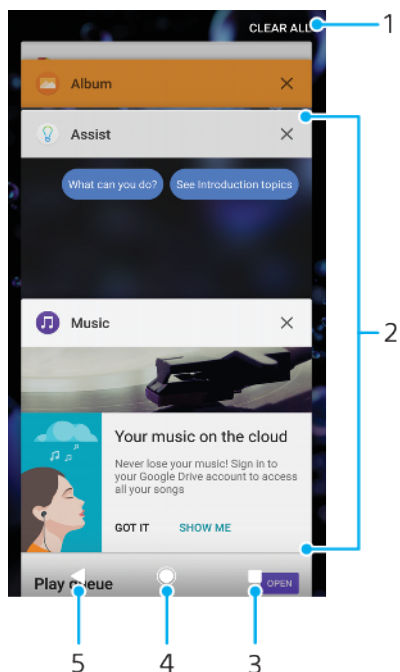 CLEAR ALL
1
Album
Assist
What can you do?
See Introduction topics
2
Music
Your music on the cloud
Never lose your music! Sign in to
your Google Drive account to access
all your songs
GOT IT
SHOW ME
Play queue
OPEN
5
4
3